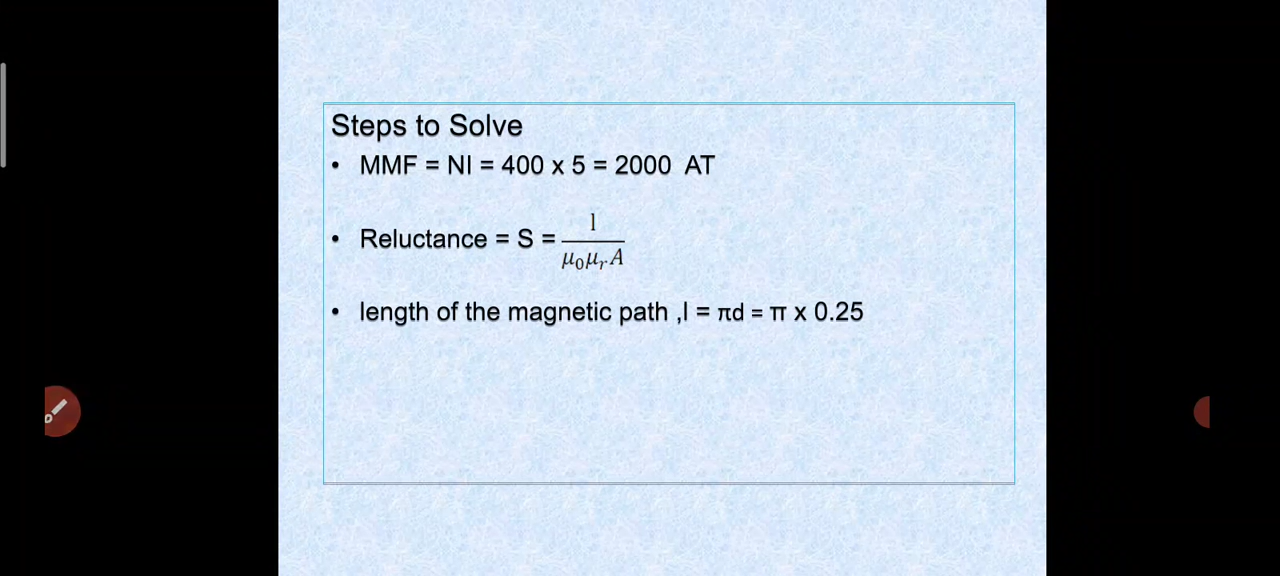 Steps to Solve
• MMF = NI = 400 x 5 = 2000 AT
• Reluctance = S = l / μ₀μᵣA
• length of the magnetic path ,l = πd = π x 0.25